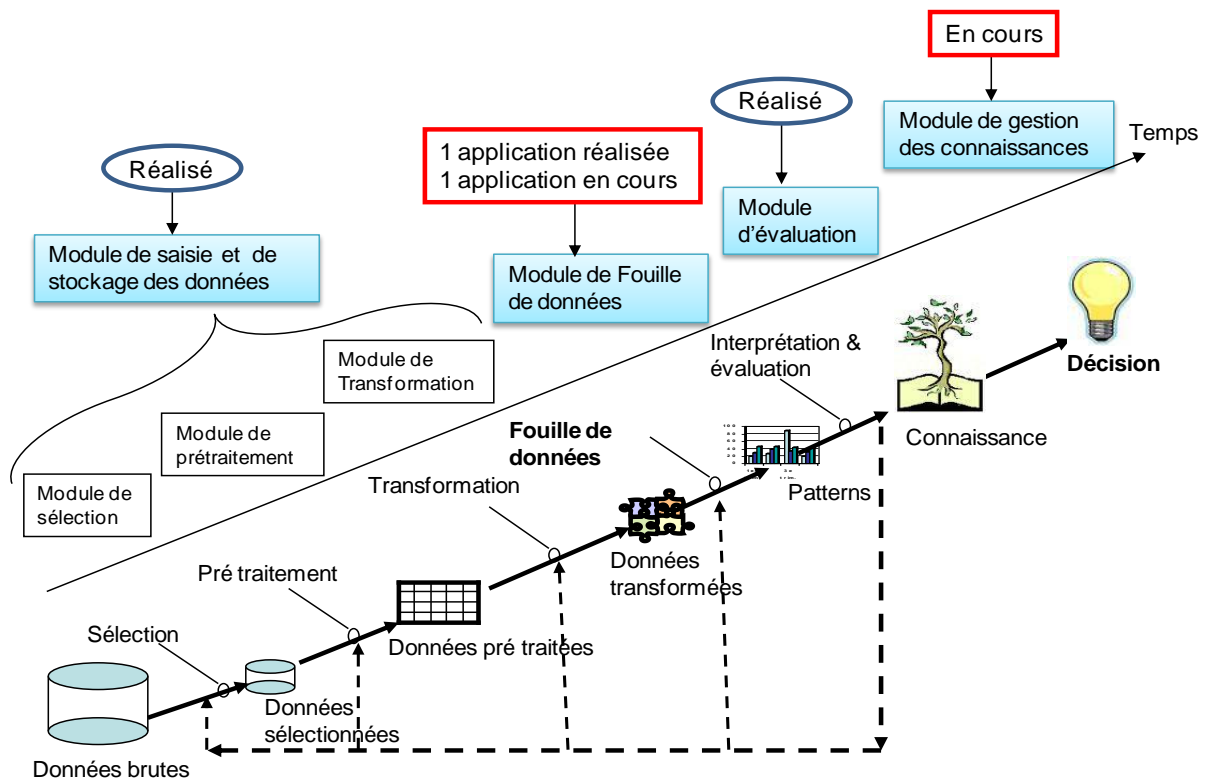 En cours
Réalisé
Module de gestion
des connaissances
Temps
1 application réalisée
1 application en cours
Réalisé
Module
d'évaluation
Module de saisie et de
stockage des données
Module de Fouille
de données
Interprétation &
évaluation
Module de
Transformation
Décision
Module de
prétraitement
Fouille de
données
Connaissance
Module de
sélection
Transformation
Patterns
Données
transformées
Pré traitement
Données pré traitées
Sélection
Données
sélectionnées
Données brutes